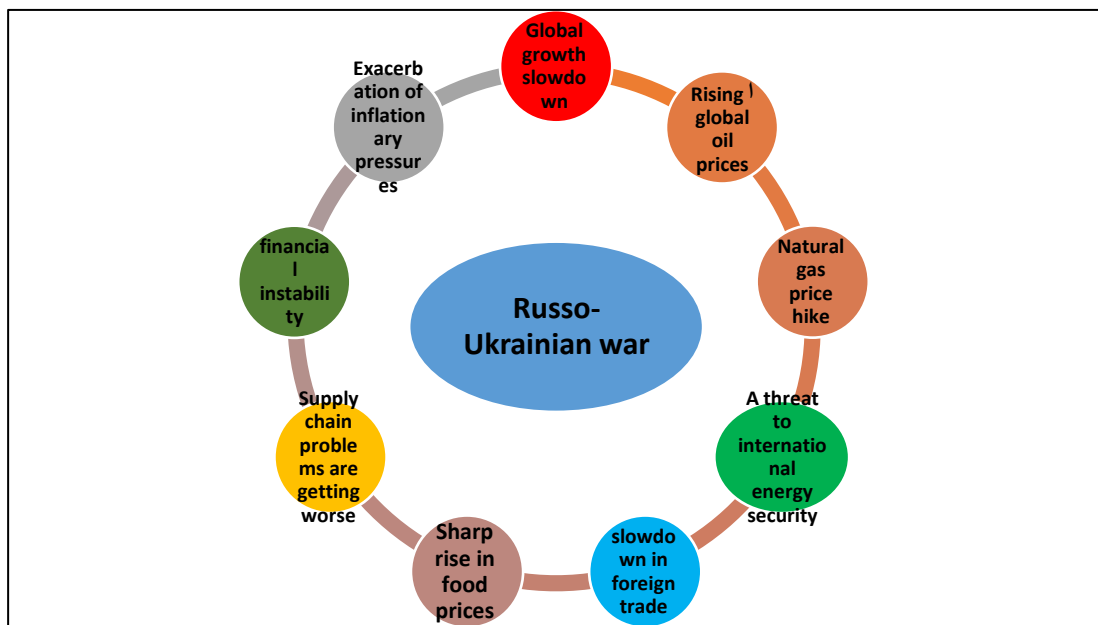 Global
growth
slowdo
wn
Rising أ
global
oil
prices
Natural
gas
price
hike
A threat
to
internatio
nal
energy
security
slowdo
wn in
foreign
trade
Sharp
rise in
food
prices
Supply
chain
proble
ms are
getting
worse
financia
l
instabili
ty
Exacerb
ation of
inflation
ary
pressur
es
Russo-
Ukrainian war